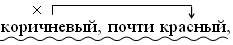 коричневый, почти красный,